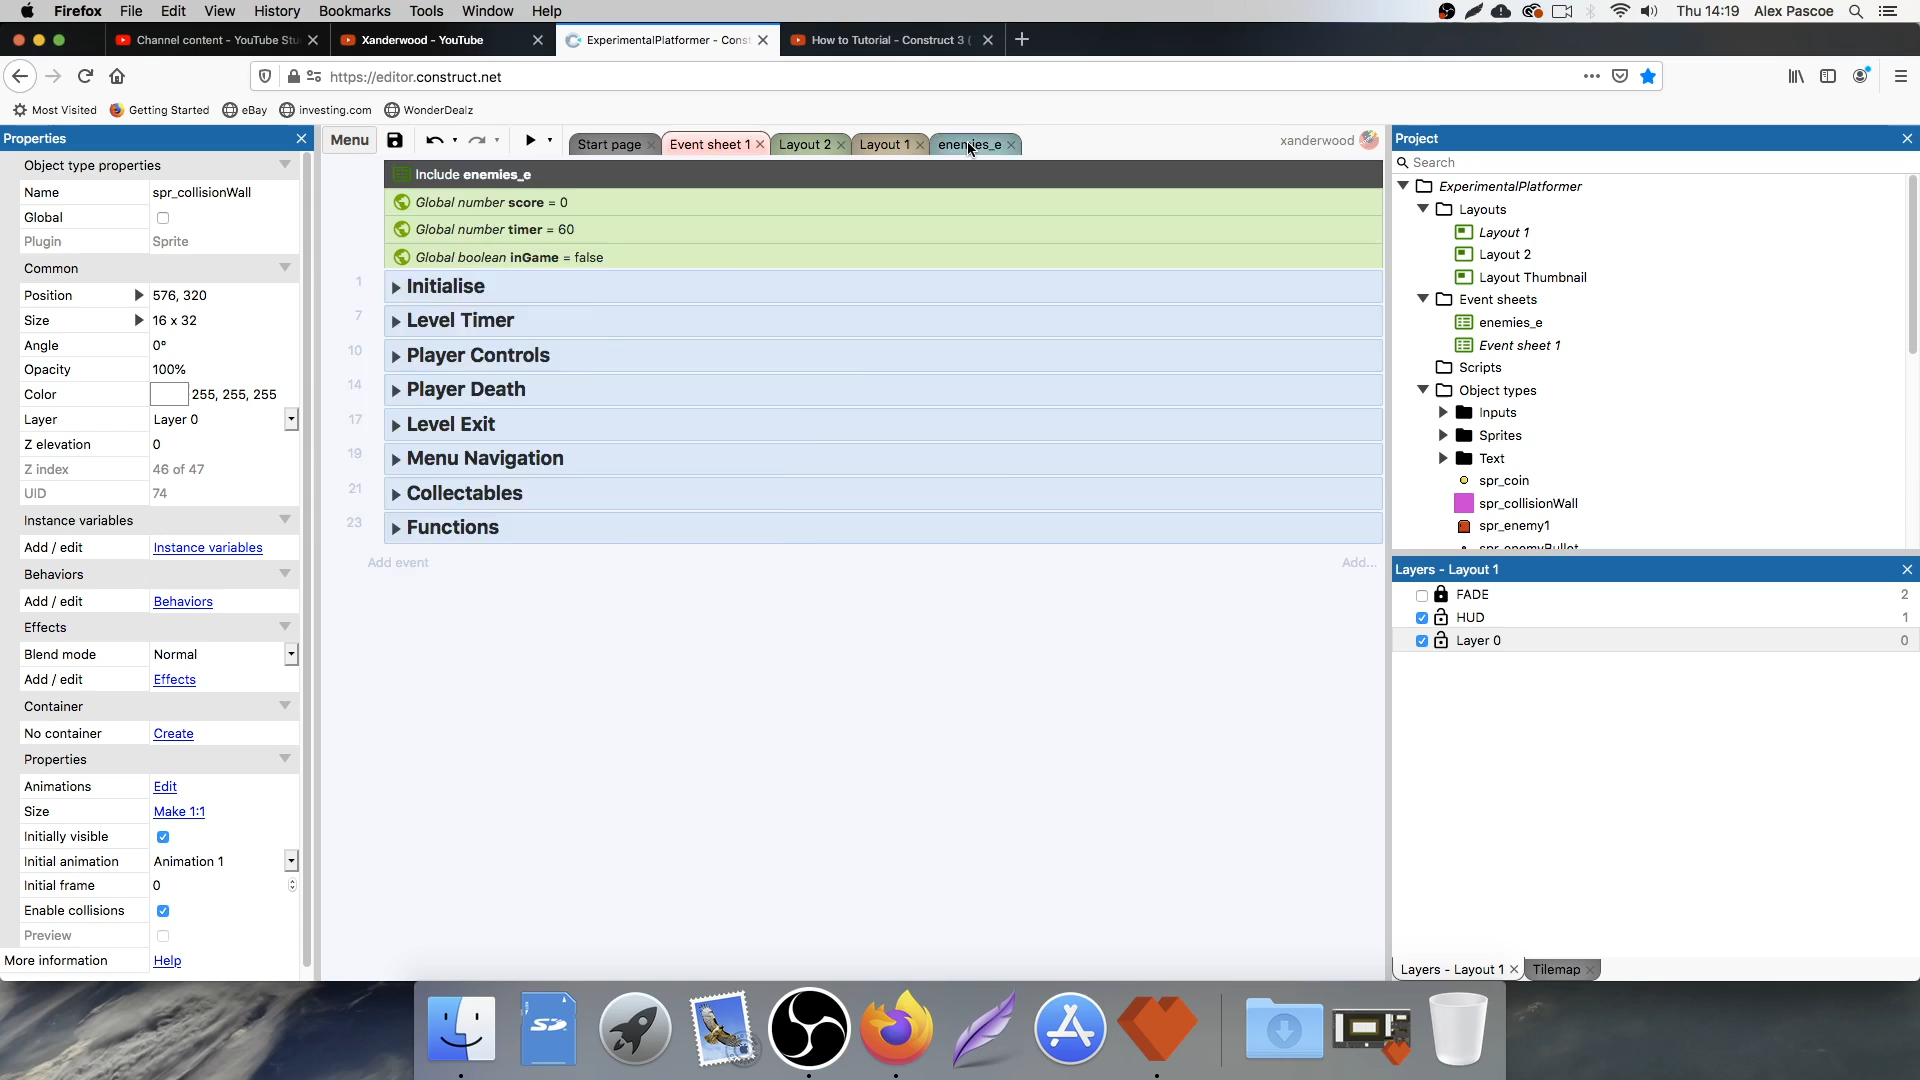 Firefox File Edit View History Bookmarks Tools Window Help Thu 14:19 Alex Pascoe
Channel content - YouTube Stu Xanderwood - YouTube ExperimentalPlatformer - Const How to Tutorial - Construct 3 (
https://editor.construct.net
Most Visited Getting Started eBay investing.com WonderDealz
Properties
Object type properties
Name spr_collisionWall
Global
Plugin Sprite
Common
Position 576, 320
Size 16 x 32
Angle 0°
Opacity 100%
Color 255, 255, 255
Layer Layer 0
Z elevation 0
Z index 46 of 47
UID 74
Instance variables
Add / edit Instance variables
Behaviors
Add / edit Behaviors
Effects
Blend mode Normal
Add / edit Effects
Container
No container Create
Properties
Animations Edit
Size Make 1:1
Initially visible
Initial animation Animation 1
Initial frame 0
Enable collisions
Preview
More information Help
Menu
Start page Event sheet 1 Layout 2 Layout 1 enemies_e
xanderwood
Include enemies_e
Global number score = 0
Global number timer = 60
Global boolean inGame = false
1 Initialise
7 Level Timer
10 Player Controls
14 Player Death
17 Level Exit
19 Menu Navigation
21 Collectables
23 Functions
Add event Add...
Project
Search
ExperimentalPlatformer
Layouts
Layout 1
Layout 2
Layout Thumbnail
Event sheets
enemies_e
Event sheet 1
Scripts
Object types
Inputs
Sprites
Text
spr_coin
spr_collisionWall
spr_enemy1
spr_enemyBullet
Layers - Layout 1
FADE 2
HUD 1
Layer 0 0
Layers - Layout 1 Tilemap